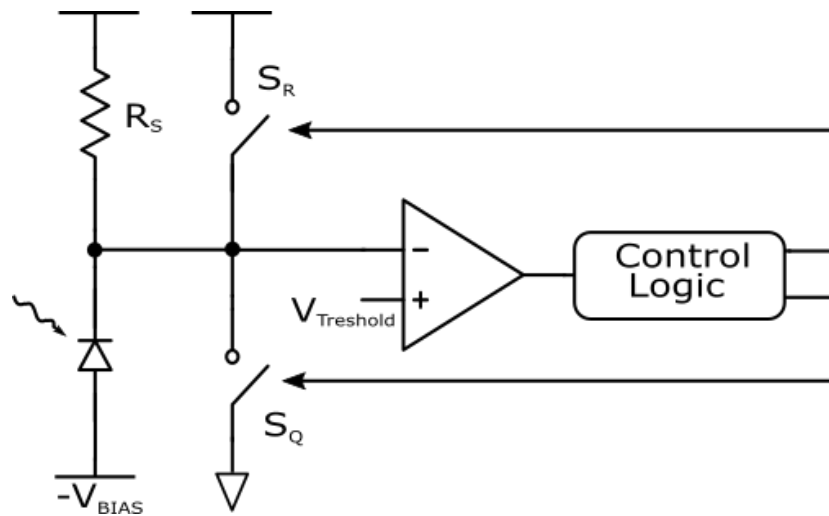 S_R
R_S
−
+
V_Treshold
Control
Logic
S_Q
-V_BIAS